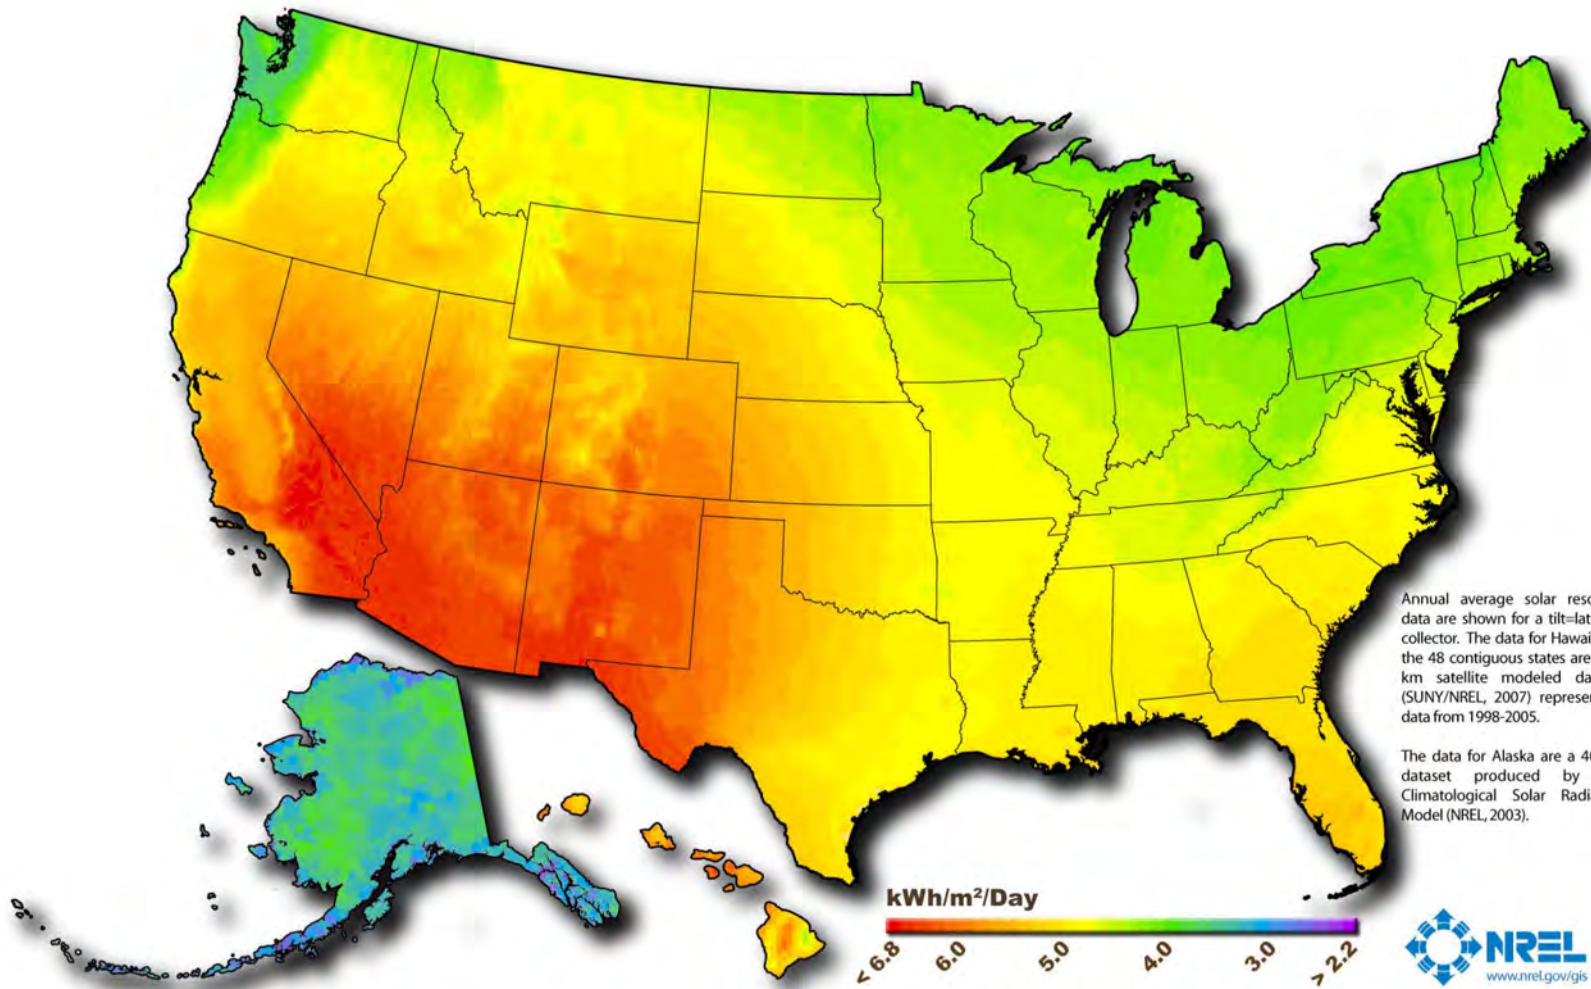 Annual average solar reso
data are shown for a tilt=lat
collector. The data for Hawai
the 48 contiguous states are
km satellite modeled da
(SUNY/NREL, 2007) represe
data from 1998-2005.
The data for Alaska are a 4
dataset produced by
Climatological Solar Radi
Model (NREL, 2003).
kWh/m²/Day
< 6.8 6.0 5.0 4.0 3.0 > 2.2
NREL
www.nrel.gov/gis